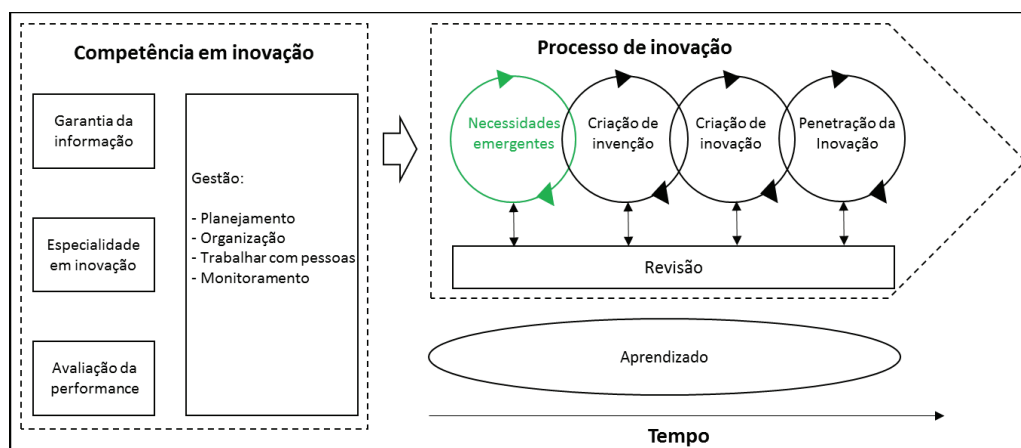 Competência em inovação
Garantia da
informação
Especialidade
em inovação
Avaliação da
performance
Gestão:
- Planejamento
- Organização
- Trabalhar com pessoas
- Monitoramento
Processo de inovação
Necessidades
emergentes
Criação de
invenção
Criação de
inovação
Penetração da
Inovação
Revisão
Aprendizado
Tempo